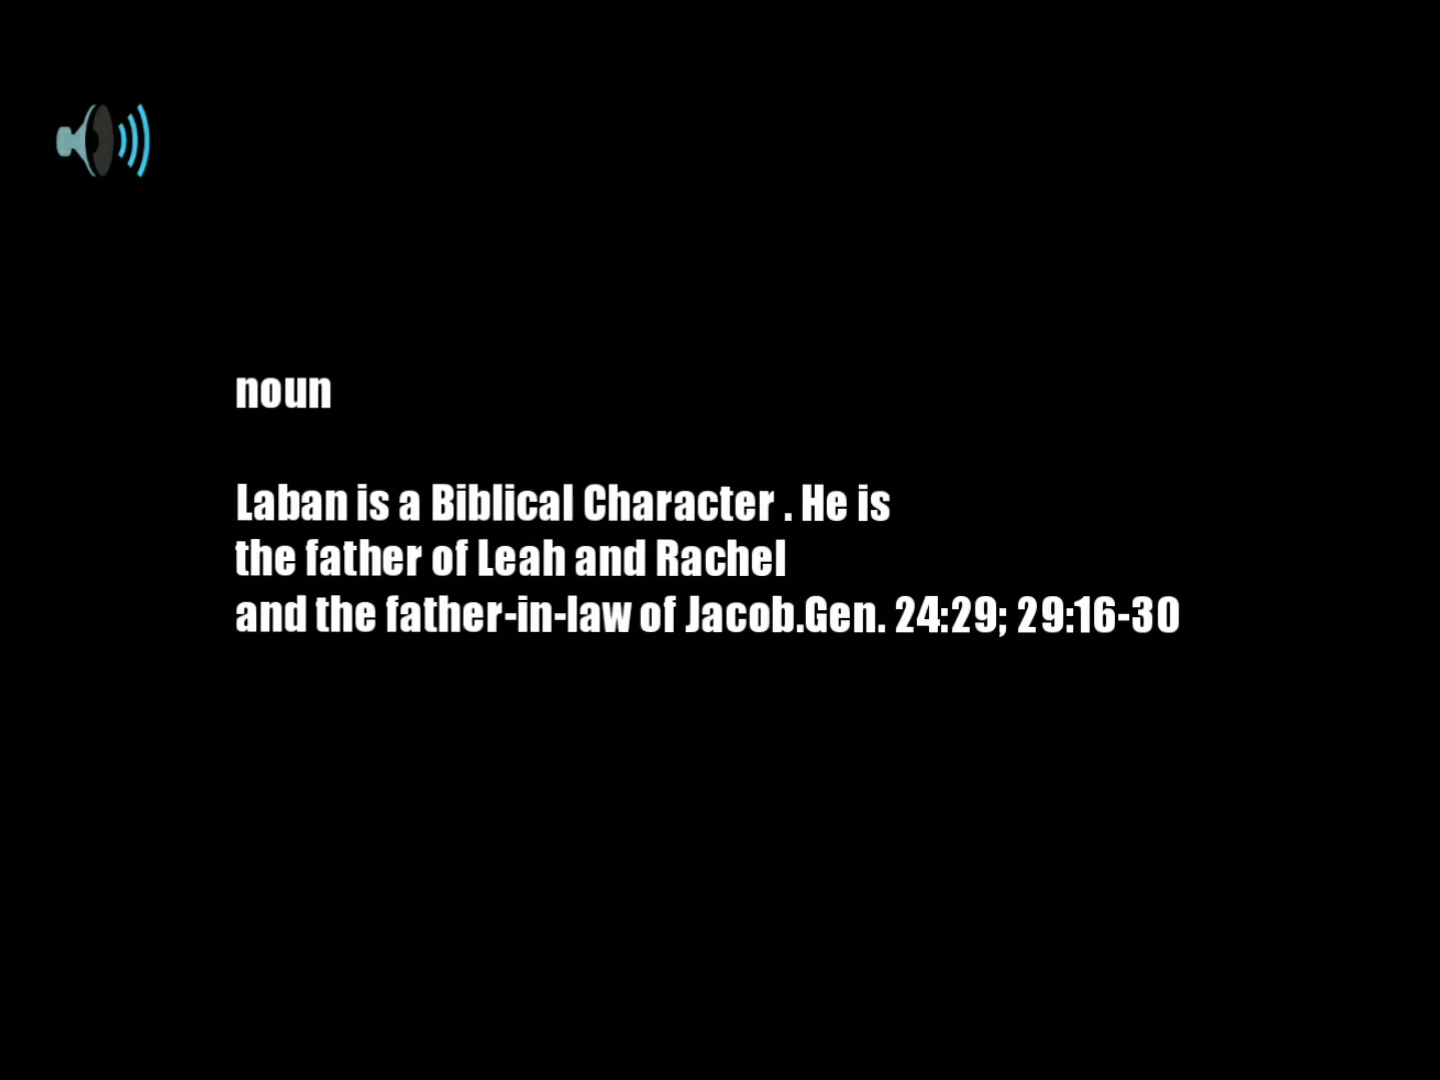 noun
Laban is a Biblical Character . He is
the father of Leah and Rachel
and the father-in-law of Jacob.Gen. 24:29; 29:16-30